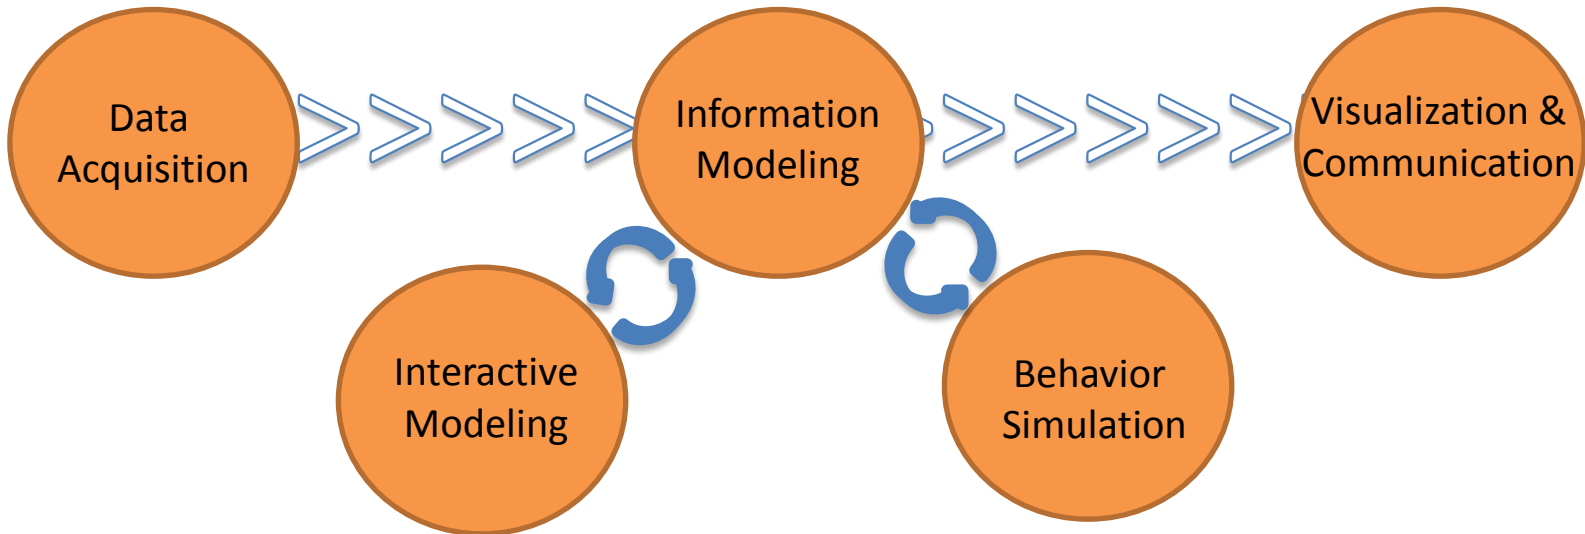 Data
Acquisition
Information
Modeling
Visualization &
Communication
Interactive
Modeling
Behavior
Simulation